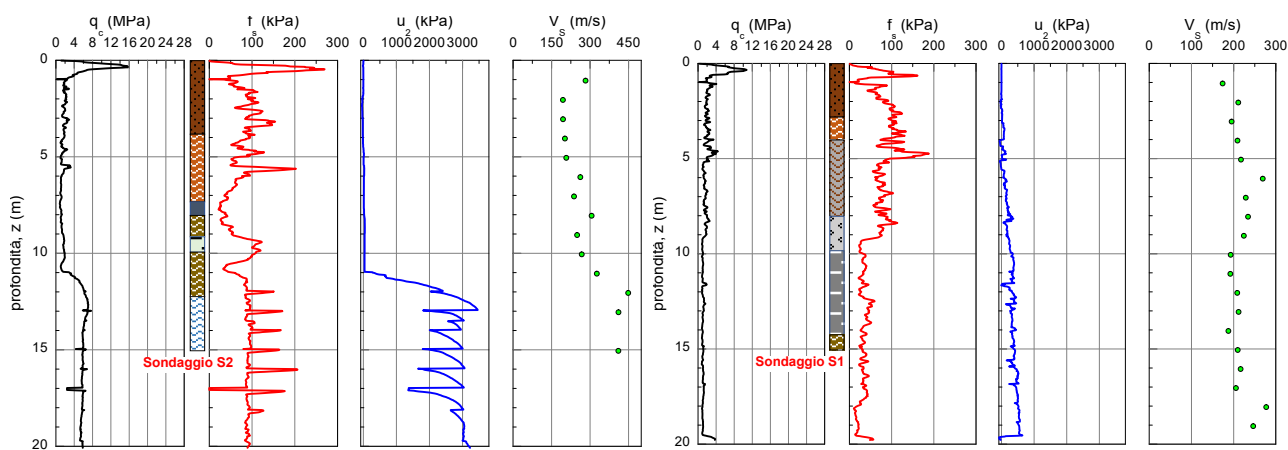 q_c (MPa) f_s (kPa) u_2 (kPa) V_S (m/s)
0 4 8 12 16 20 24 28 0 100 200 300 0 1000 2000 3000 0 150 300 450
0
5
10
15
20
profondità, z (m)
Sondaggio S2
q_c (MPa) f_s (kPa) u_2 (kPa) V_S (m/s)
0 4 8 12 16 20 24 28 0 100 200 300 0 1000 2000 3000 0 100 200 300
0
5
10
15
20
profondità, z (m)
Sondaggio S1